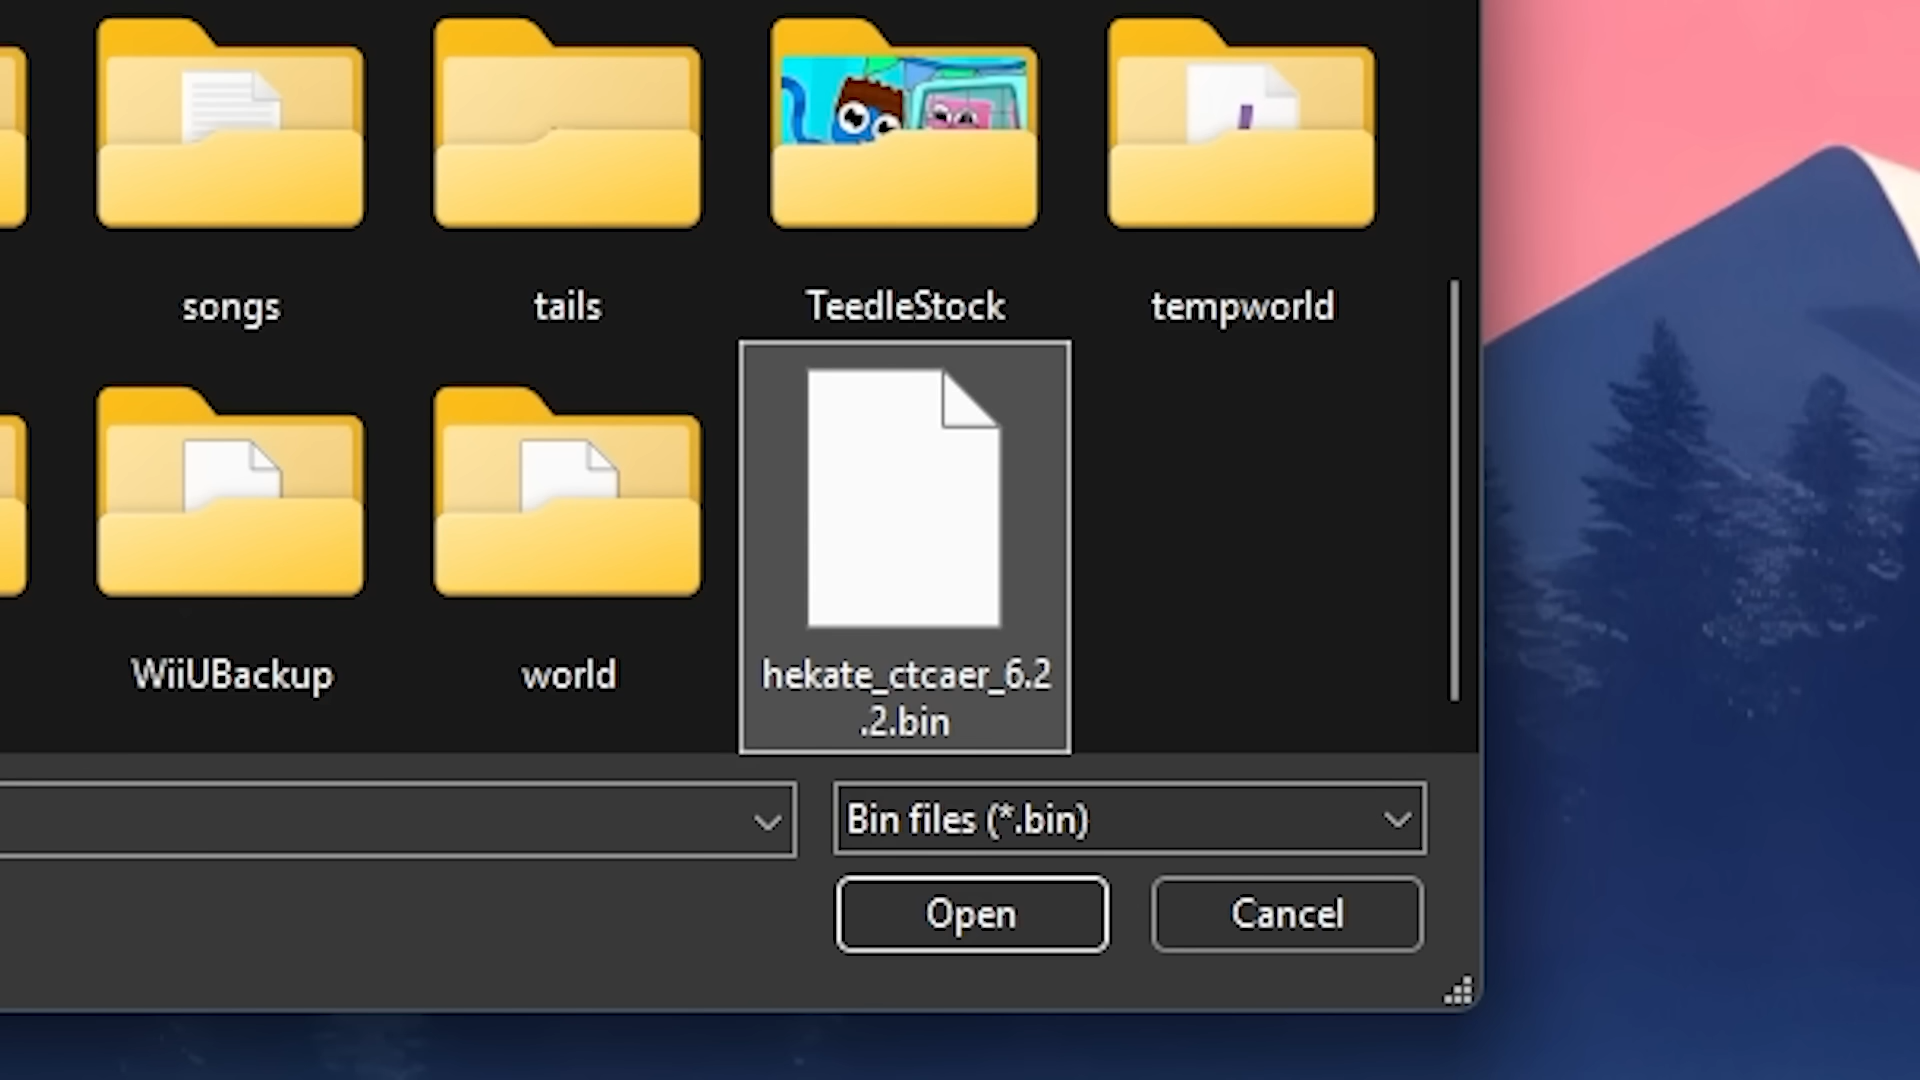 songs
tails
TeedleStock
tempworld
WiiUBackup
world
hekate_ctcaer_6.2
.2.bin
Bin files (*.bin)
Open
Cancel